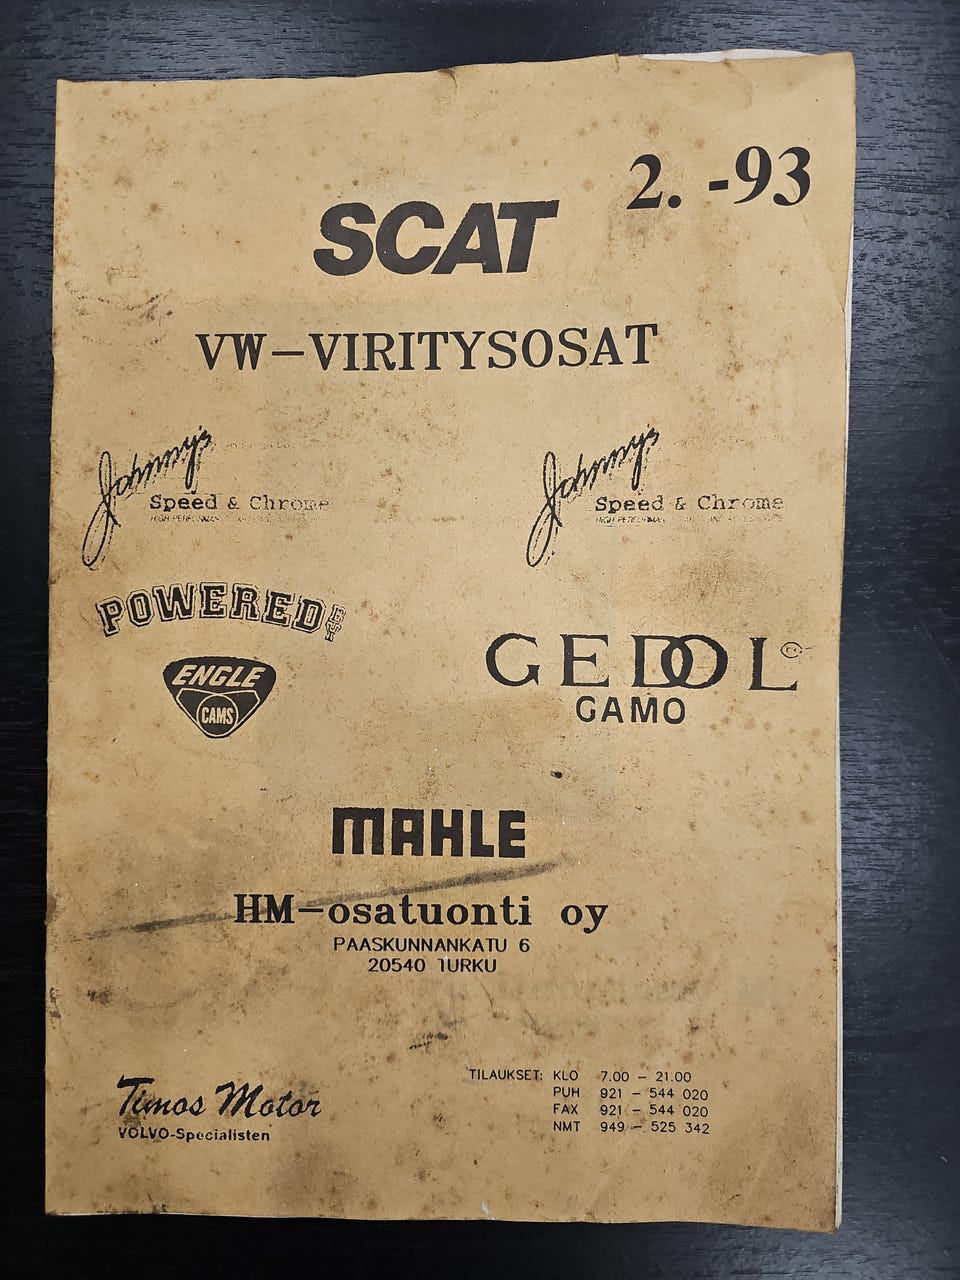 2. -93
SCAT
VW-VIRITYSOSAT
Johnny's
Speed & Chrome
Johnny's
Speed & Chrome
POWERED BY
ENGLE
CAMS
GEDOL
GAMO
MAHLE
HM-osatuonti oy
PAASKUNNANKATU 6
20540 TURKU
Timos Motor
VOLVO-Specialisten
TILAUKSET: KLO 7.00 - 21.00
PUH 921 - 544 020
FAX 921 - 544 020
NMT 949 - 525 342